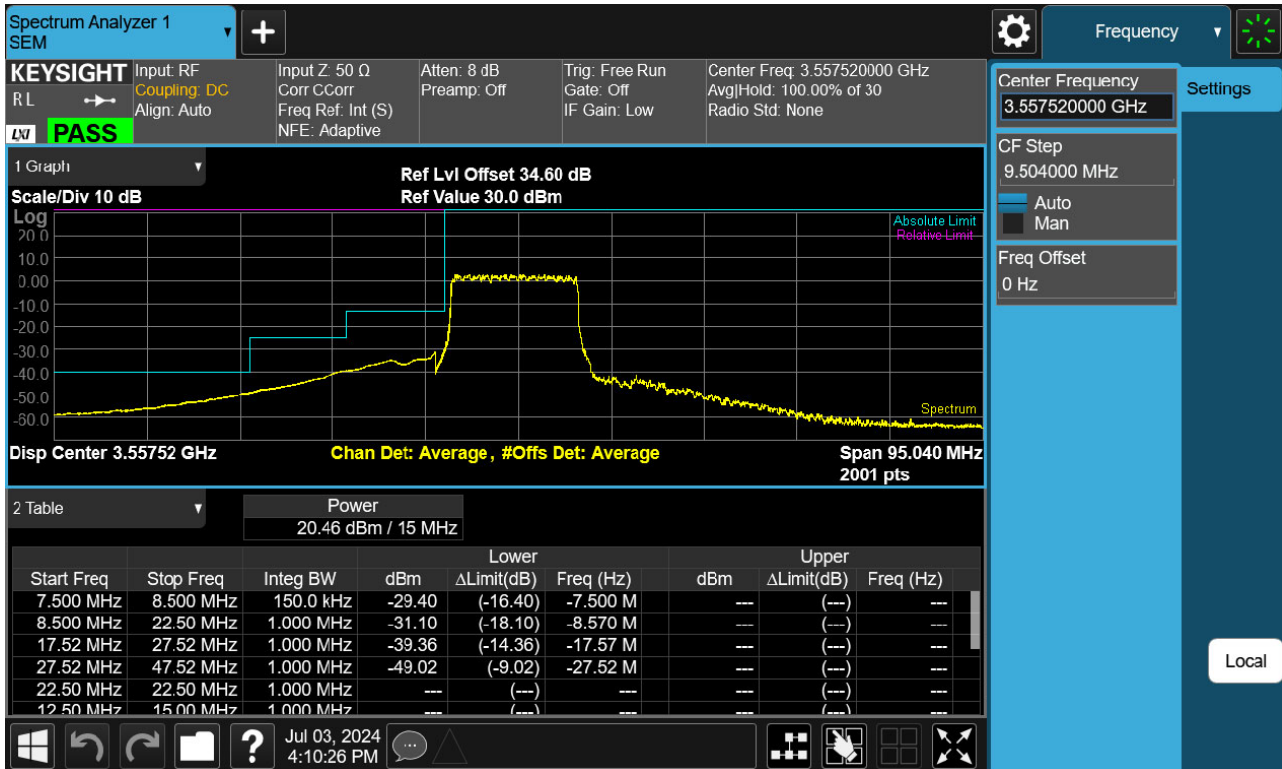 Spectrum Analyzer 1
SEM
Frequency
KEYSIGHT
R L
LXI PASS
Input: RF
Coupling: DC
Align: Auto
Input Z: 50 Ω
Corr CCorr
Freq Ref: Int (S)
NFE: Adaptive
Atten: 8 dB
Preamp: Off
Trig: Free Run
Gate: Off
IF Gain: Low
Center Freq: 3.557520000 GHz
Avg|Hold: 100.00% of 30
Radio Std: None
Center Frequency
3.557520000 GHz
Settings
CF Step
9.504000 MHz
Auto
Man
Freq Offset
0 Hz
1 Graph
Scale/Div 10 dB
Ref Lvl Offset 34.60 dB
Ref Value 30.0 dBm
Log
Absolute Limit
Relative Limit
20.0
10.0
0.00
-10.0
-20.0
-30.0
-40.0
-50.0
-60.0
Spectrum
Disp Center 3.55752 GHz
Chan Det: Average, #Offs Det: Average
Span 95.040 MHz
2001 pts
2 Table
Power
20.46 dBm / 15 MHz
Lower Upper
Start Freq Stop Freq Integ BW dBm ΔLimit(dB) Freq (Hz) dBm ΔLimit(dB) Freq (Hz)
7.500 MHz 8.500 MHz 150.0 kHz -29.40 (-16.40) -7.500 M --- (---) ---
8.500 MHz 22.50 MHz 1.000 MHz -31.10 (-18.10) -8.570 M --- (---) ---
17.52 MHz 27.52 MHz 1.000 MHz -39.36 (-14.36) -17.57 M --- (---) ---
27.52 MHz 47.52 MHz 1.000 MHz -49.02 (-9.02) -27.52 M --- (---) ---
22.50 MHz 22.50 MHz 1.000 MHz --- (---) --- --- (---) ---
12.50 MHz 15.00 MHz 1.000 MHz --- (---) --- --- (---) ---
Local
?
Jul 03, 2024
4:10:26 PM